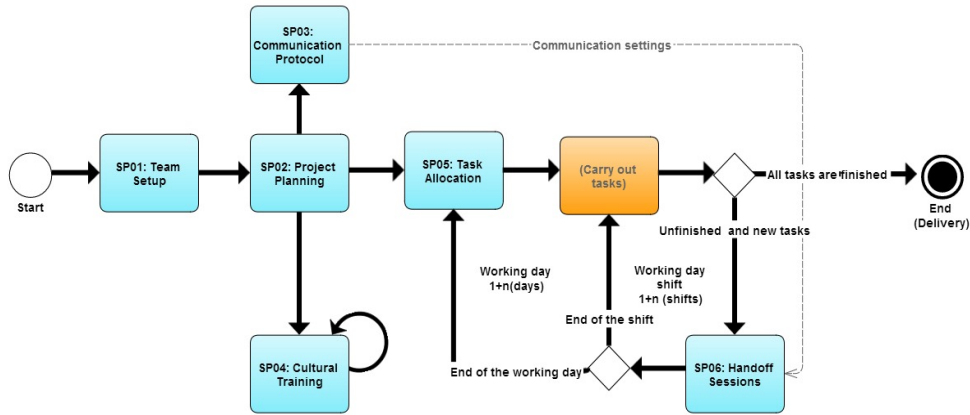 SP03:
Communication
Protocol
Communication settings
SP01: Team
Setup
SP02: Project
Planning
SP05: Task
Allocation
(Carry out
tasks)
All tasks are finished
Start
End
(Delivery)
Unfinished and new tasks
Working day
1+n(days)
Working day
shift
1+n (shifts)
End of the shift
SP04: Cultural
Training
End of the working day
SP06: Handoff
Sessions